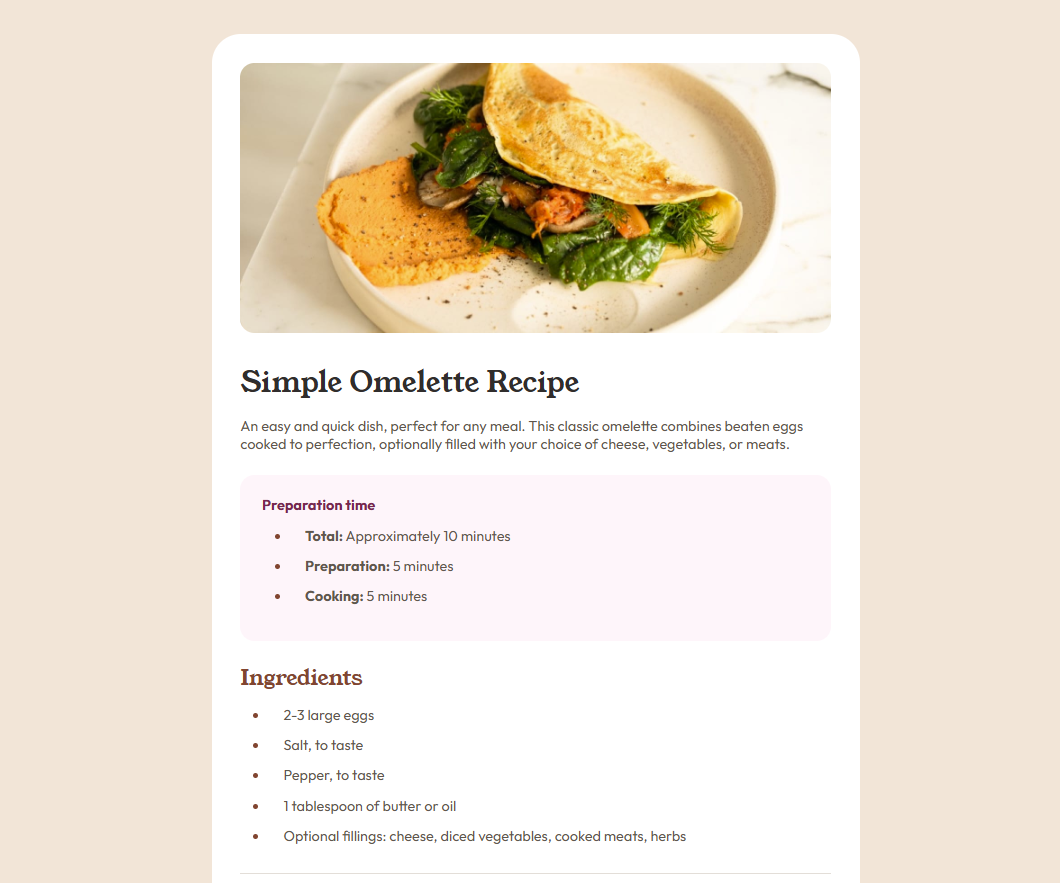 Simple Omelette Recipe
An easy and quick dish, perfect for any meal. This classic omelette combines beaten eggs
cooked to perfection, optionally filled with your choice of cheese, vegetables, or meats.
Preparation time
Total: Approximately 10 minutes
Preparation: 5 minutes
Cooking: 5 minutes
Ingredients
2-3 large eggs
Salt, to taste
Pepper, to taste
1 tablespoon of butter or oil
Optional fillings: cheese, diced vegetables, cooked meats, herbs